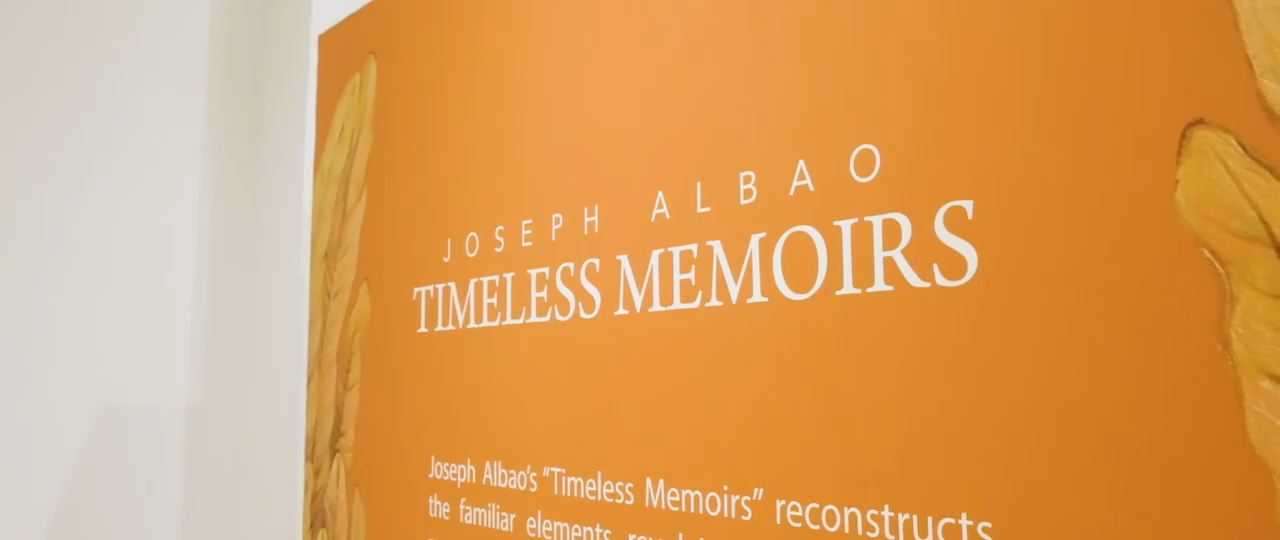 JOSEPH ALBAO
TIMELESS MEMOIRS
Joseph Albao's “Timeless Memoirs” reconstructs
the familiar elements